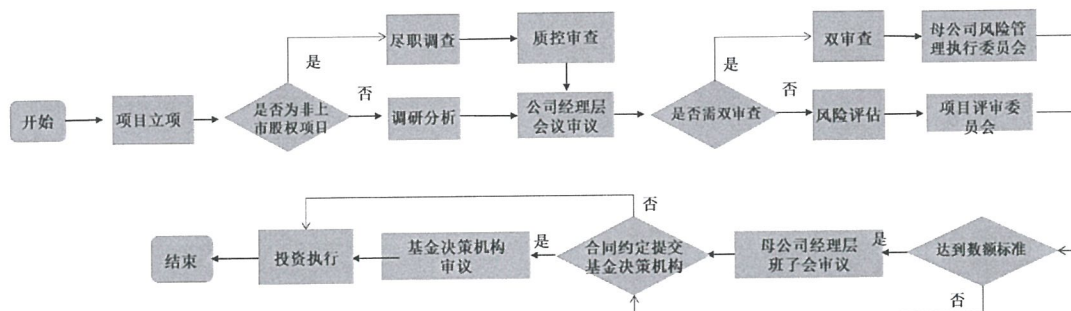 开始
项目立项
是否为非上
市股权项目
是
否
尽职调查
质控审查
调研分析
公司经理层
会议审议
是否需双审查
是
否
双审查
母公司风险管
理执行委员会
风险评估
项目评审委
员会
达到数额标准
是
否
母公司经理层
班子会审议
合同约定提交
基金决策机构
是
否
基金决策机构
审议
投资执行
结束